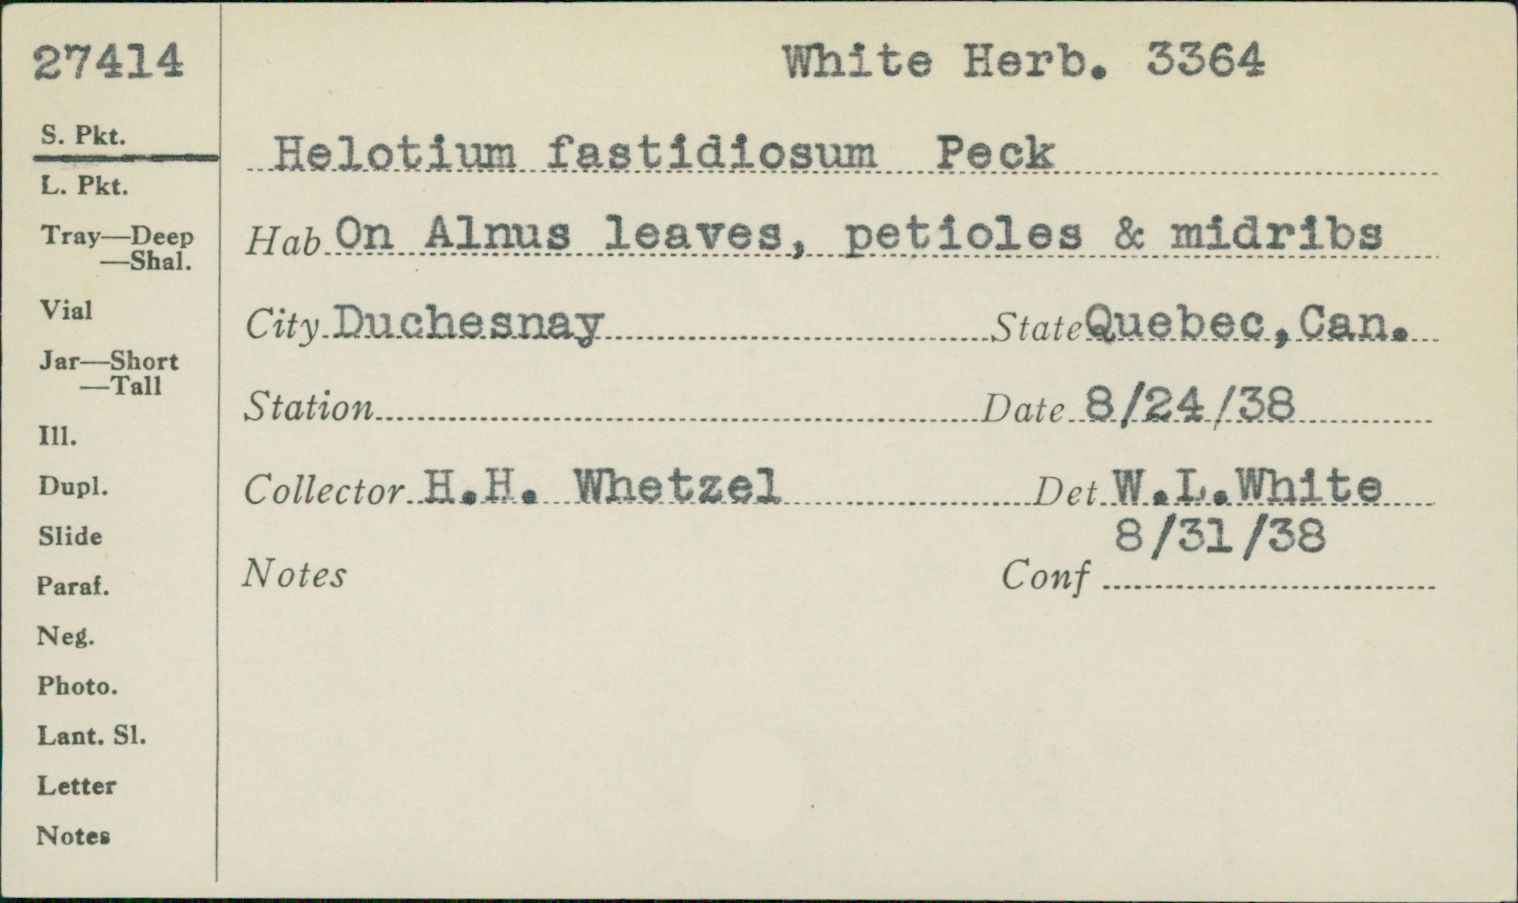 27414
White Herb. 3364
S. Pkt.
Helotium fastidiosum Peck
L. Pkt.
Tray—Deep
—Shal.
Hab On Alnus leaves, petioles & midribs
Vial
City Duchesnay State Quebec, Can.
Jar—Short
—Tall
Station Date 8/24/38
Ill.
Dupl.
Collector H.H. Whetzel Det W.L.White
8/31/38
Slide
Paraf.
Notes Conf
Neg.
Photo.
Lant. Sl.
Letter
Notes